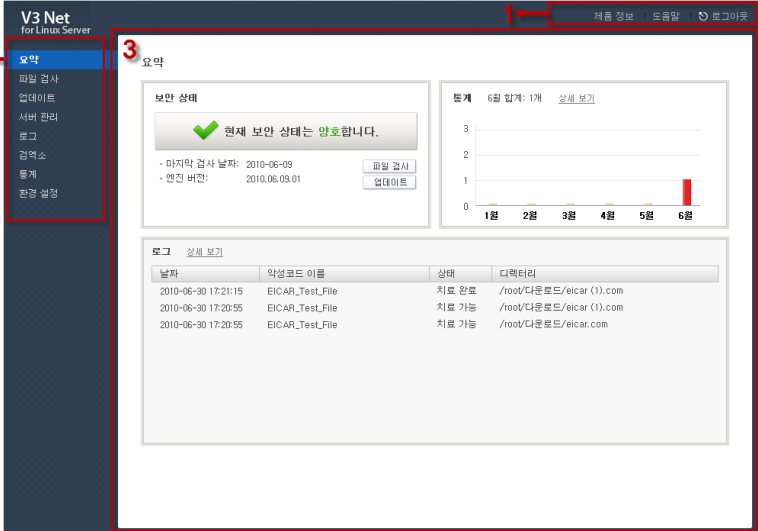 V3 Net
for Linux Server
1
제품 정보
도움말
로그아웃
요약
파일 검사
업데이트
서버 관리
로그
검역소
통계
환경 설정
3
요약
보안 상태
현재 보안 상태는 양호합니다.
· 마지막 검사 날짜: 2010-06-09
파일 검사
· 엔진 버전: 2010.06.09.01
업데이트
통계 6월 합계: 1개 상세 보기
3
2
1
0
1월 2월 3월 4월 5월 6월
로그 상세 보기
날짜 악성코드 이름 상태 디렉터리
2010-06-30 17:21:15 EICAR_Test_File 치료 완료 /root/다운로드/eicar (1).com
2010-06-30 17:20:55 EICAR_Test_File 치료 가능 /root/다운로드/eicar (1).com
2010-06-30 17:20:55 EICAR_Test_File 치료 가능 /root/다운로드/eicar.com